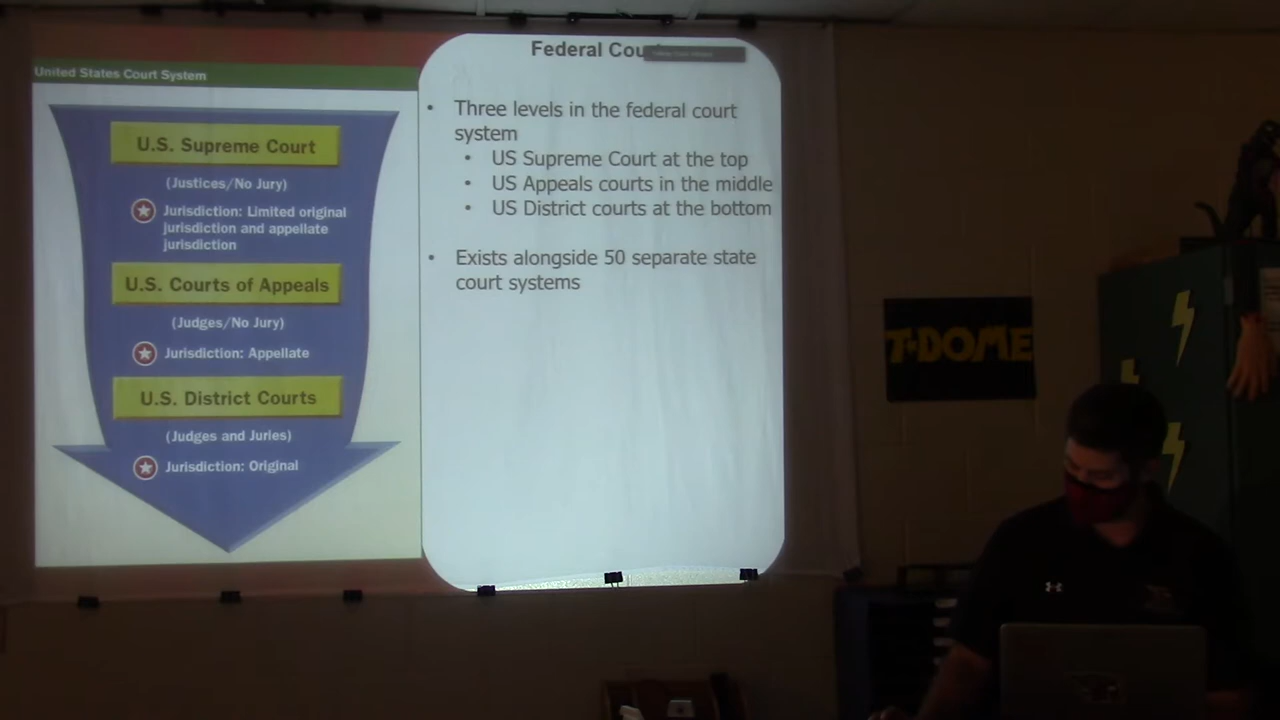 United States Court System
U.S. Supreme Court
(Justices/No Jury)
Jurisdiction: Limited original
jurisdiction and appellate
jurisdiction
U.S. Courts of Appeals
(Judges/No Jury)
Jurisdiction: Appellate
U.S. District Courts
(Judges and Juries)
Jurisdiction: Original
Federal
• Three levels in the federal court
system
• US Supreme Court at the top
• US Appeals courts in the middle
• US District courts at the bottom
• Exists alongside 50 separate state
court systems
T-DOME